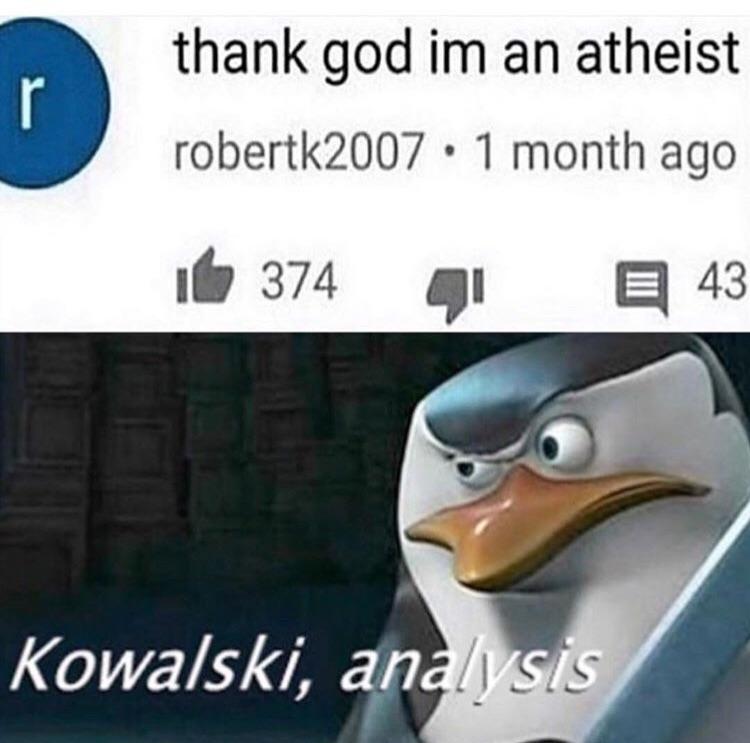 r
thank god im an atheist
robertk2007 • 1 month ago
374 43
Kowalski, analysis